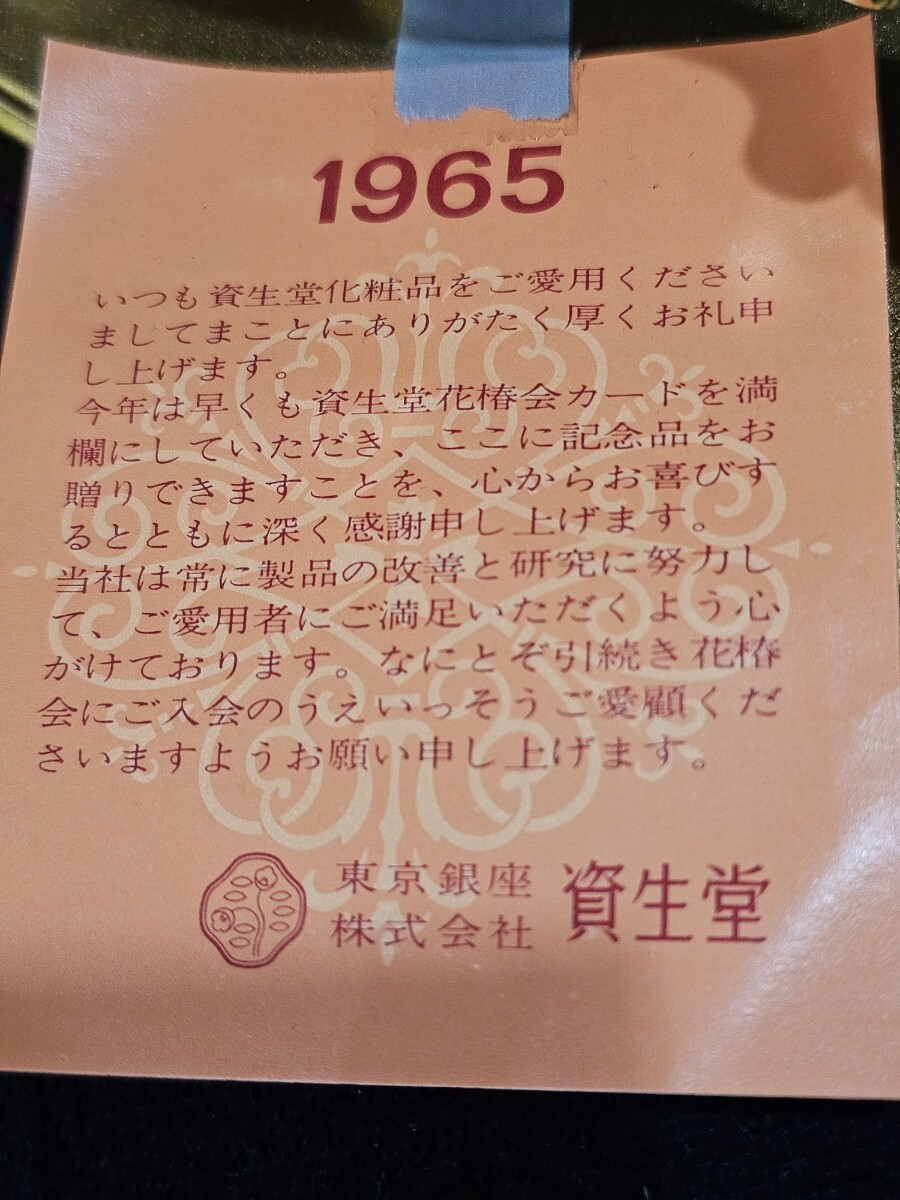 1965
いつも資生堂化粧品をご愛用ください
ましてまことにありがたく厚くお礼申
し上げます。
今年は早くも資生堂花椿会カードを満
欄にしていただき、ここに記念品をお
贈りできますことを、心からお喜びす
るとともに深く感謝申し上げます。
当社は常に製品の改善と研究に努力し
て、ご愛用者にご満足いただくよう心
がけております。なにとぞ引続き花椿
会にご入会のうえいっそうご愛顧くだ
さいますようお願い申し上げます。
東京銀座
株式会社 資生堂